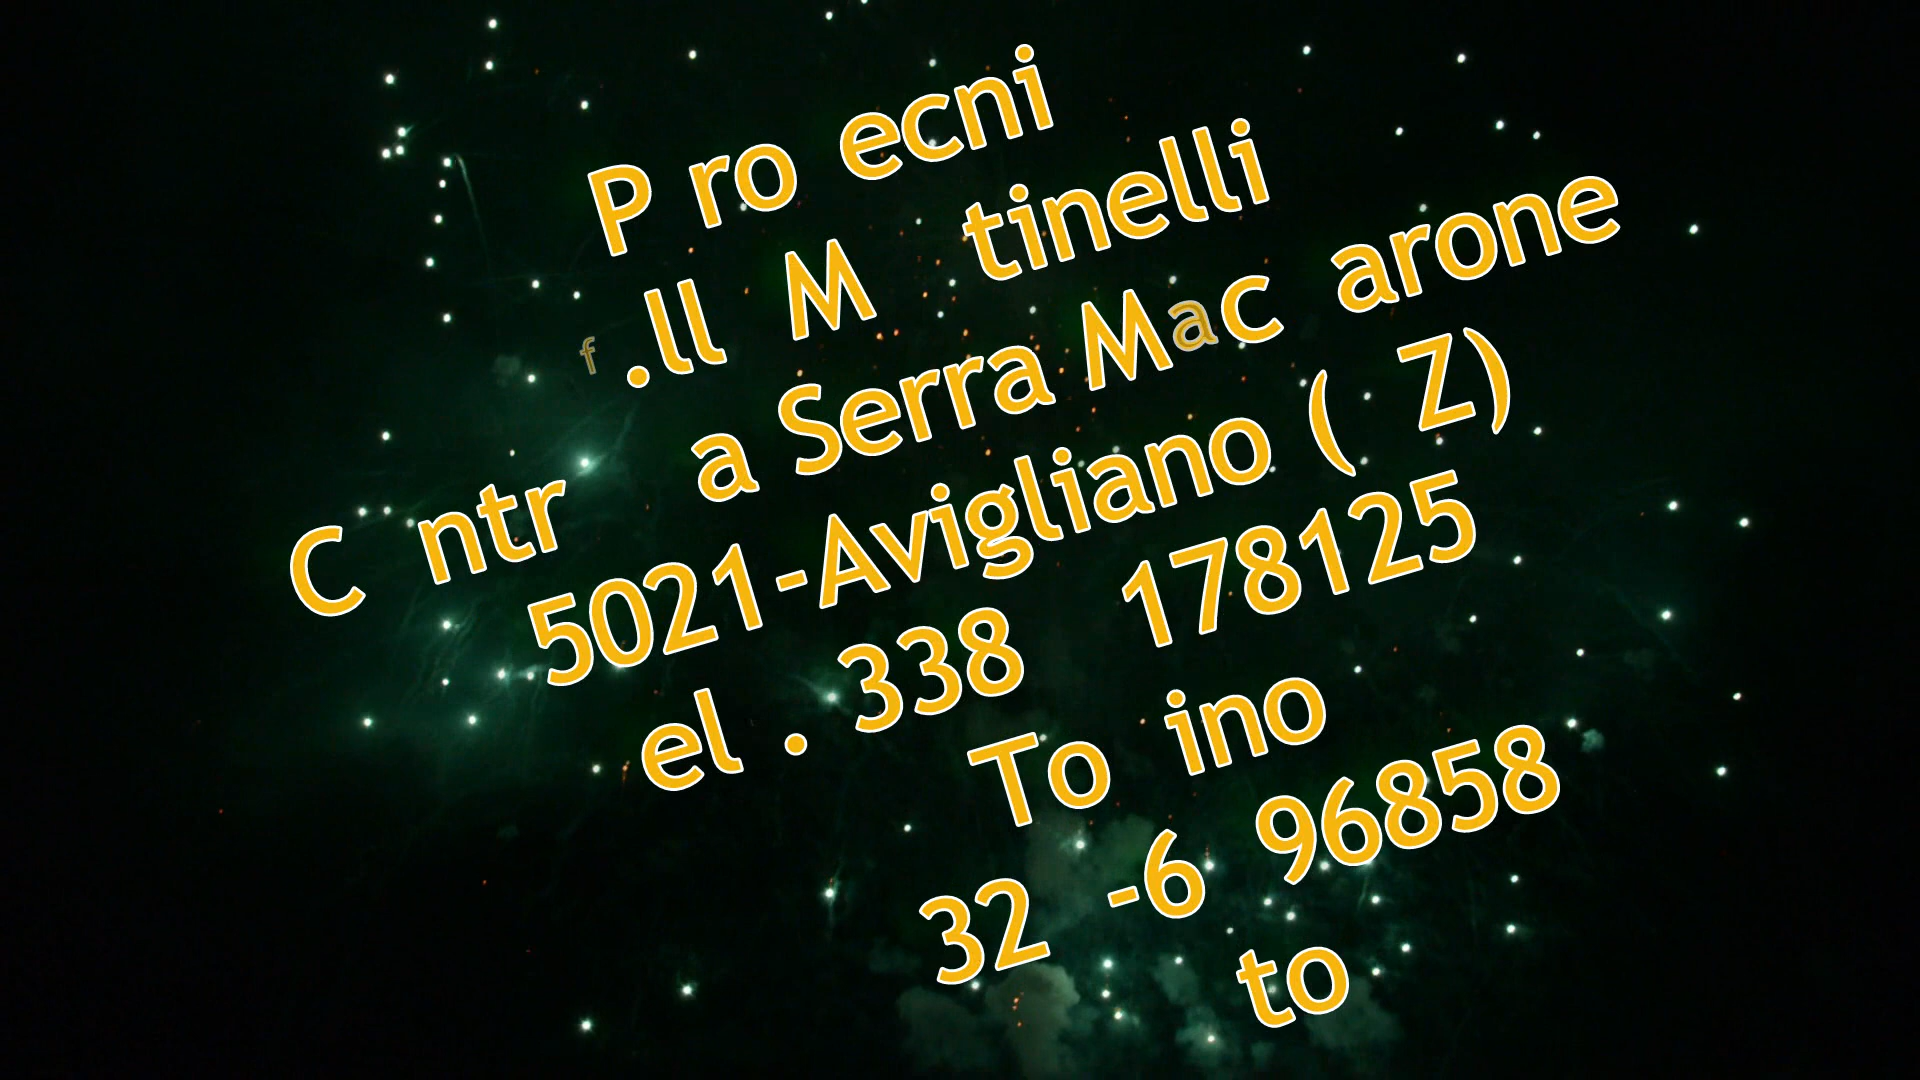 P ro ecni
f .ll M tinelli
C ntr a Serra Mac arone
5021-Avigliano ( Z)
el . 338 178125
To ino
32 -6 96858
to